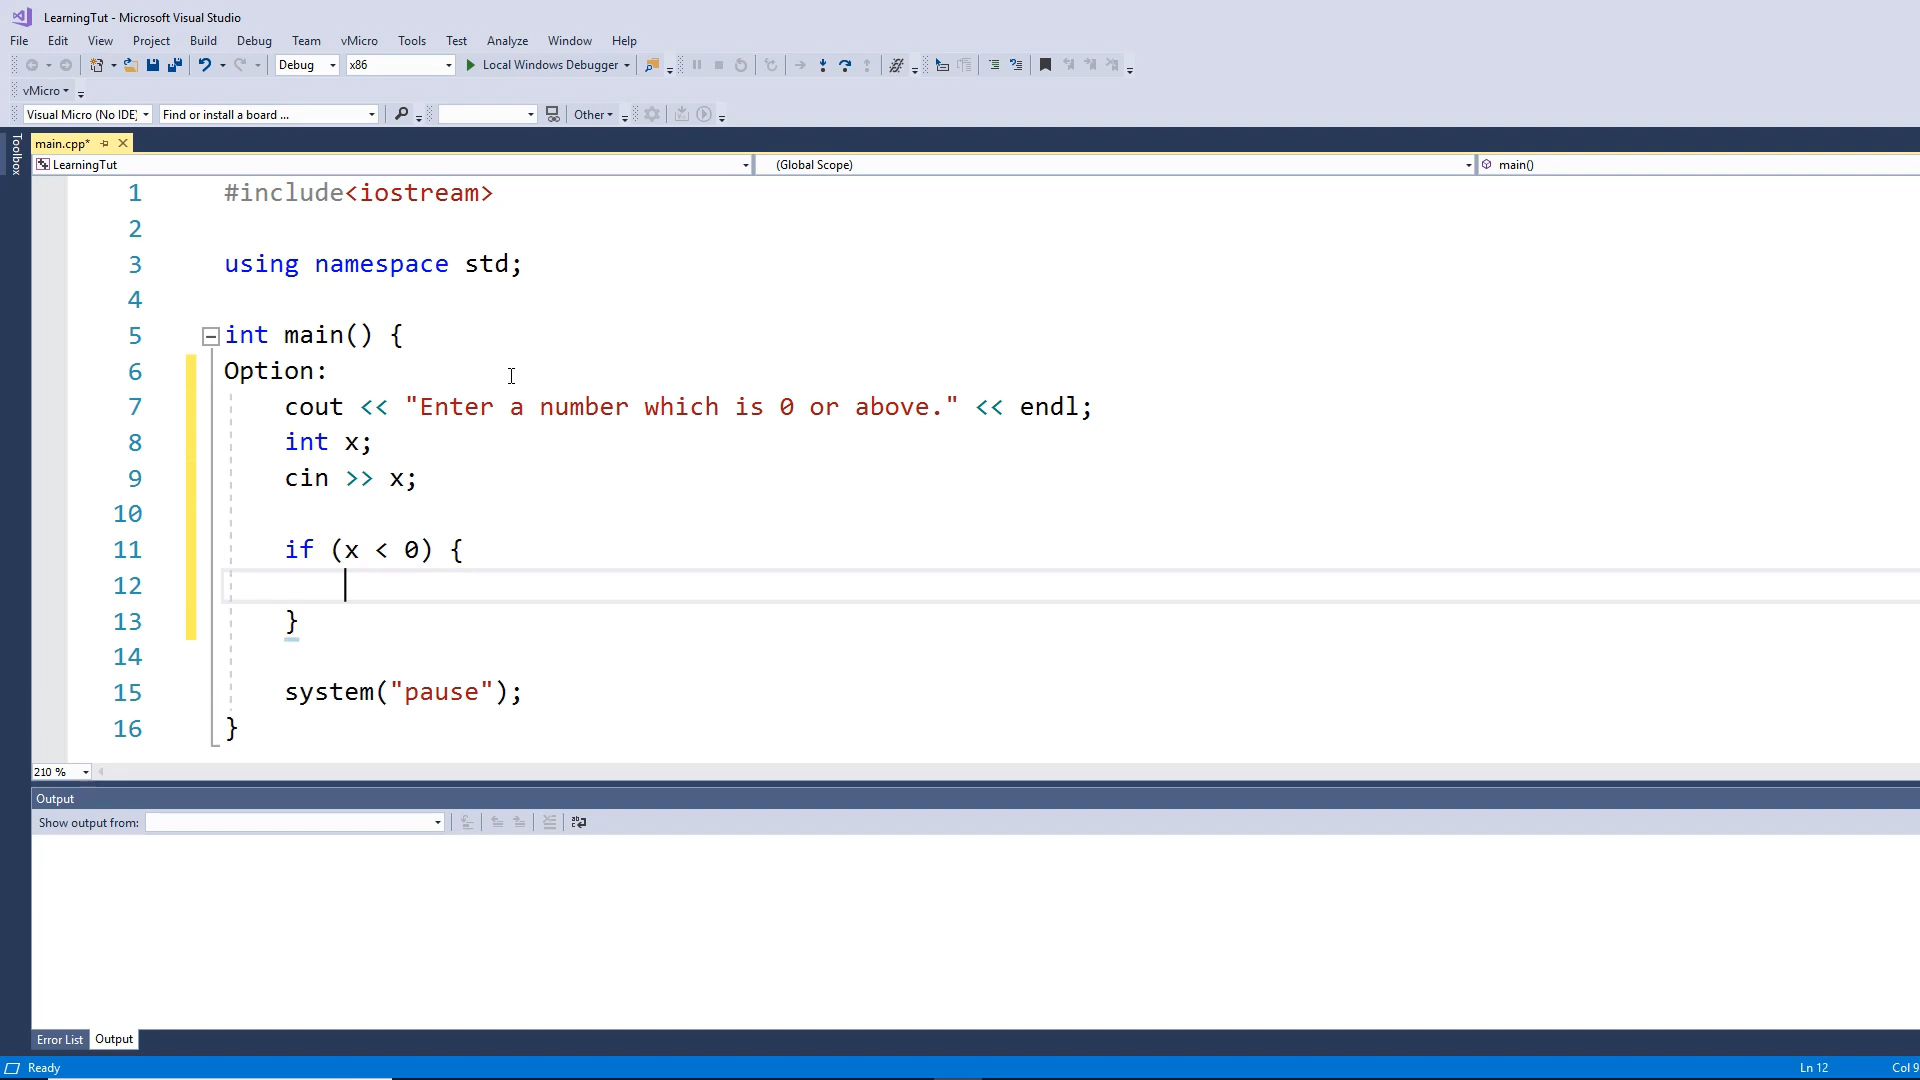 LearningTut - Microsoft Visual Studio
File Edit View Project Build Debug Team vMicro Tools Test Analyze Window Help
Debug x86 Local Windows Debugger
vMicro
Visual Micro (No IDE) Find or install a board ... Other
Toolbox
main.cpp*
LearningTut (Global Scope) main()
1 #include<iostream>
2
3 using namespace std;
4
5 int main() {
6 Option:
7 cout << "Enter a number which is 0 or above." << endl;
8 int x;
9 cin >> x;
10
11 if (x < 0) {
12
13 }
14
15 system("pause");
16 }
210 %
Output
Show output from:
Error List Output
Ready Ln 12 Col 9